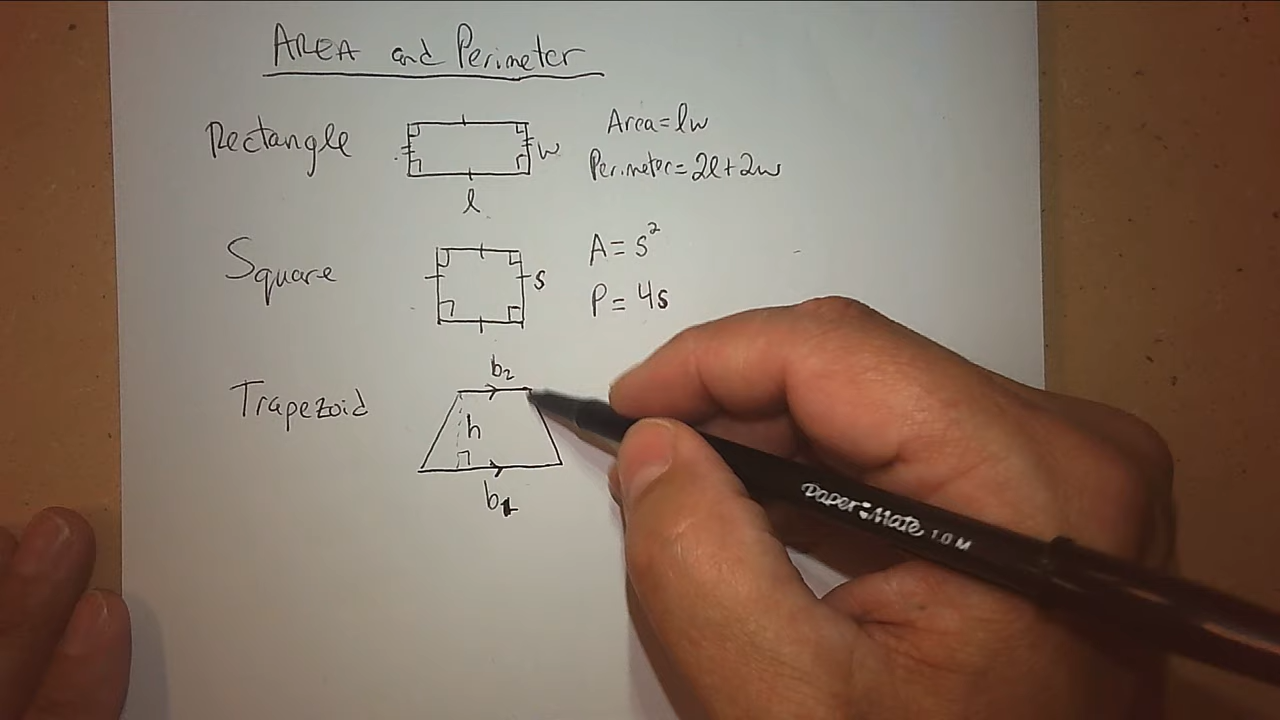 AREA and Perimeter
Rectangle
w
l
Area = lw
Perimeter = 2l + 2w
Square
s
A = s²
P = 4s
Trapezoid
b₂
h
b₁
Paper Mate 1.0 M